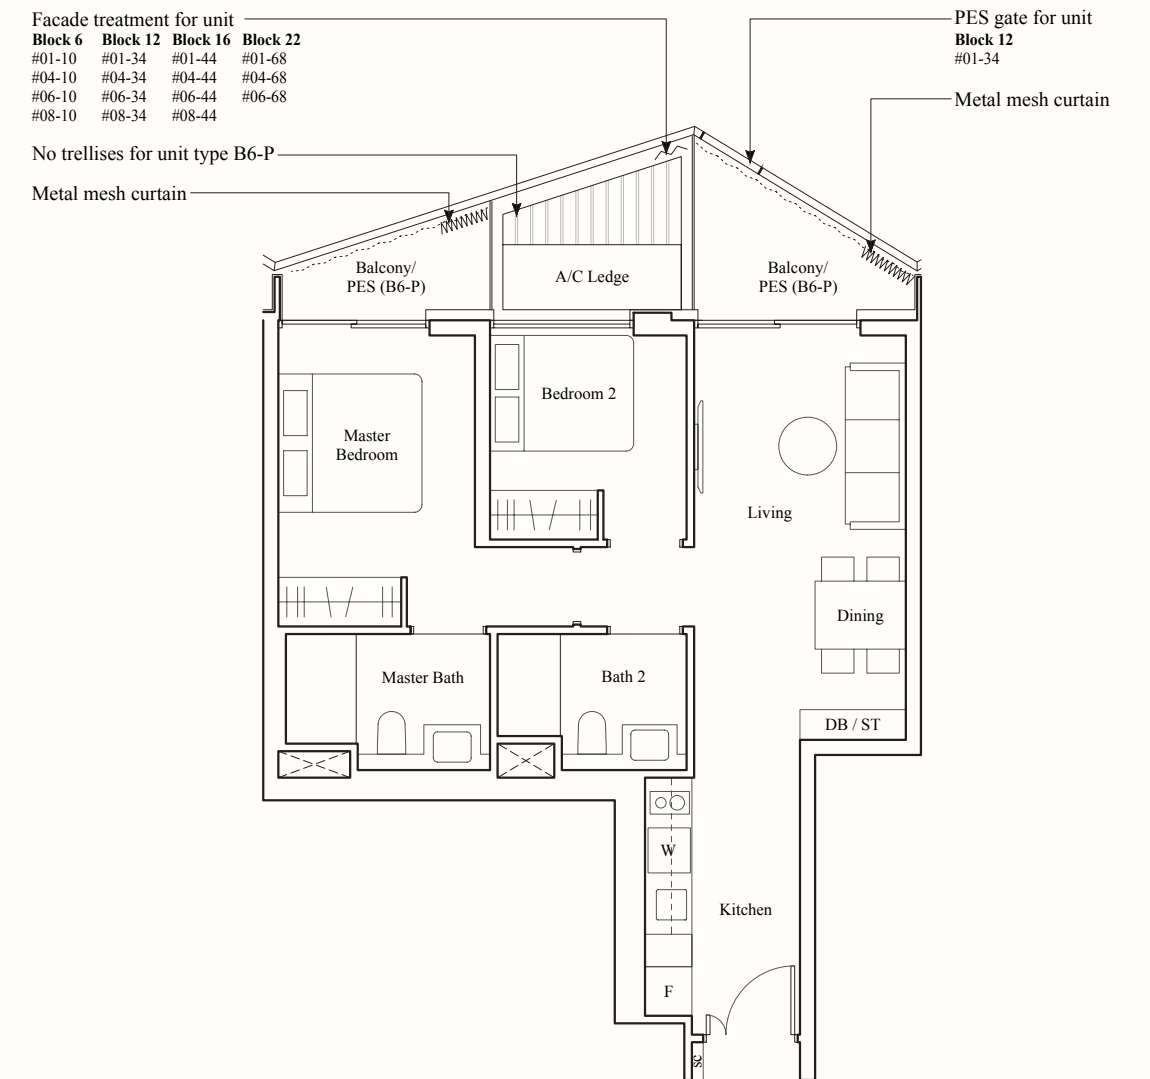 Facade treatment for unit
Block 6 Block 12 Block 16 Block 22
#01-10 #01-34 #01-44 #01-68
#04-10 #04-34 #04-44 #04-68
#06-10 #06-34 #06-44 #06-68
#08-10 #08-34 #08-44
No trellises for unit type B6-P
Metal mesh curtain
PES gate for unit
Block 12
#01-34
Metal mesh curtain
Balcony/
PES (B6-P)
A/C Ledge
Balcony/
PES (B6-P)
Master
Bedroom
Bedroom 2
Living
Dining
Master Bath
Bath 2
DB / ST
W
Kitchen
F
SC